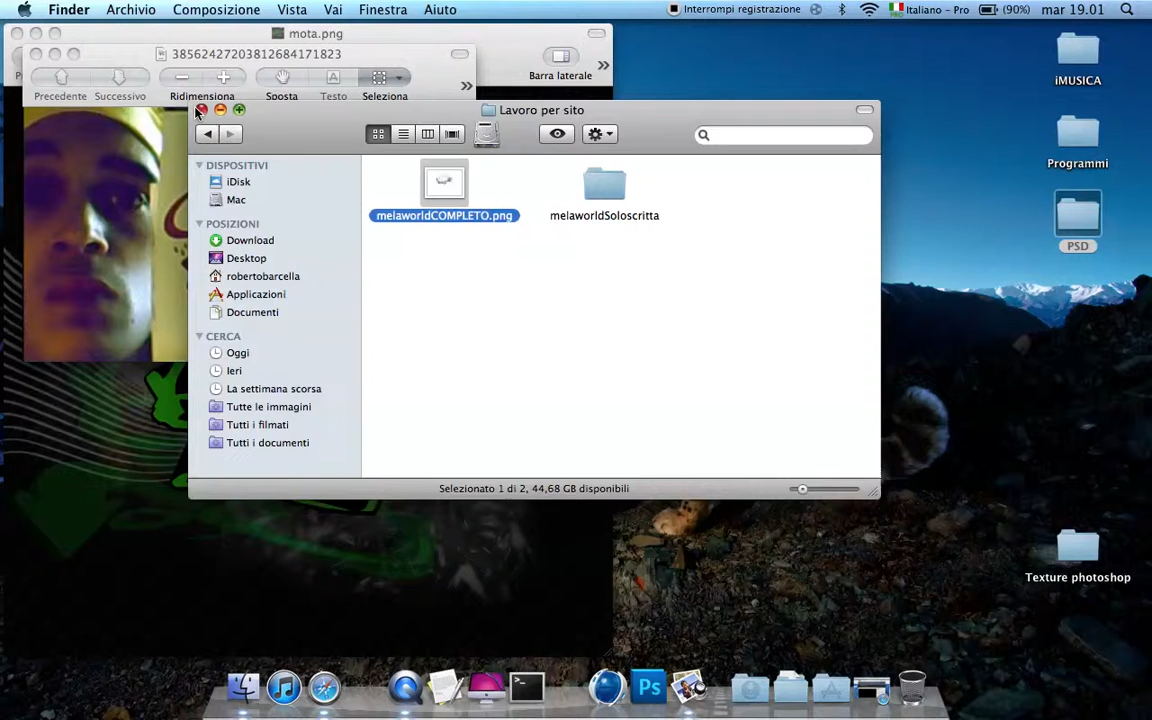 Finder Archivo Composizione Vista Vai Finestra Aiuto Interrompi registrazione Italiano - Pro (90%) mar 19.01
mota.png
38562427203812684171823
Barra laterale
Precedente Successivo Ridimensiona Sposta Testo Seleziona
Lavoro per sito
DISPOSITIVI
iDisk
Mac
POSIZIONI
Download
Desktop
robertobarcella
Applicazioni
Documenti
CERCA
Oggi
Ieri
La settimana scorsa
Tutte le immagini
Tutti i filmati
Tutti i documenti
melaworldCOMPLETO.png melaworldSoloscritta
Selezionato 1 di 2, 44,68 GB disponibili
iMUSICA
Programmi
PSD
Texture photoshop
Ps